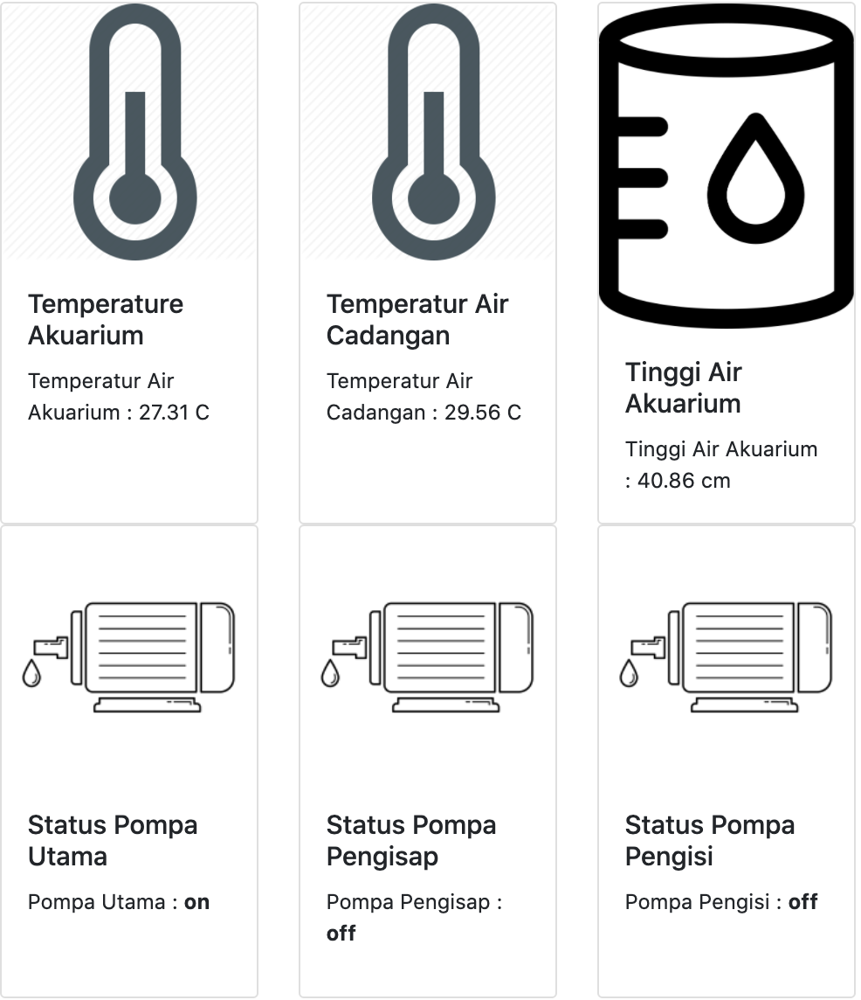 Temperature
Akuarium
Temperatur Air
Akuarium : 27.31 C
Temperatur Air
Cadangan
Temperatur Air
Cadangan : 29.56 C
Tinggi Air
Akuarium
Tinggi Air Akuarium
: 40.86 cm
Status Pompa
Utama
Pompa Utama : on
Status Pompa
Pengisap
Pompa Pengisap :
off
Status Pompa
Pengisi
Pompa Pengisi : off